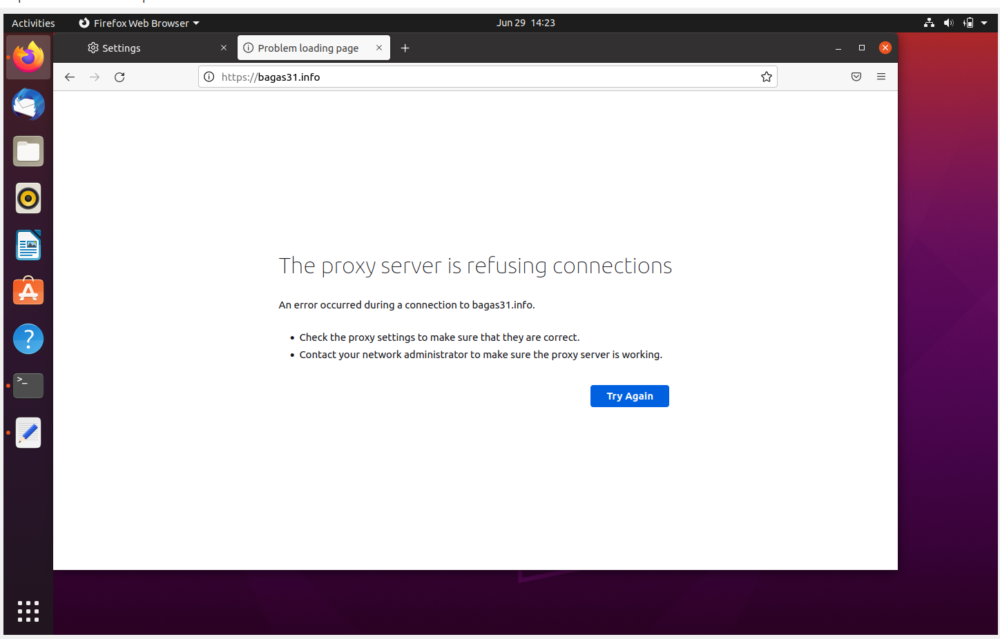 Activities
Firefox Web Browser
Jun 29 14:23
Settings
Problem loading page
https://bagas31.info
The proxy server is refusing connections
An error occurred during a connection to bagas31.info.
Check the proxy settings to make sure that they are correct.
Contact your network administrator to make sure the proxy server is working.
Try Again